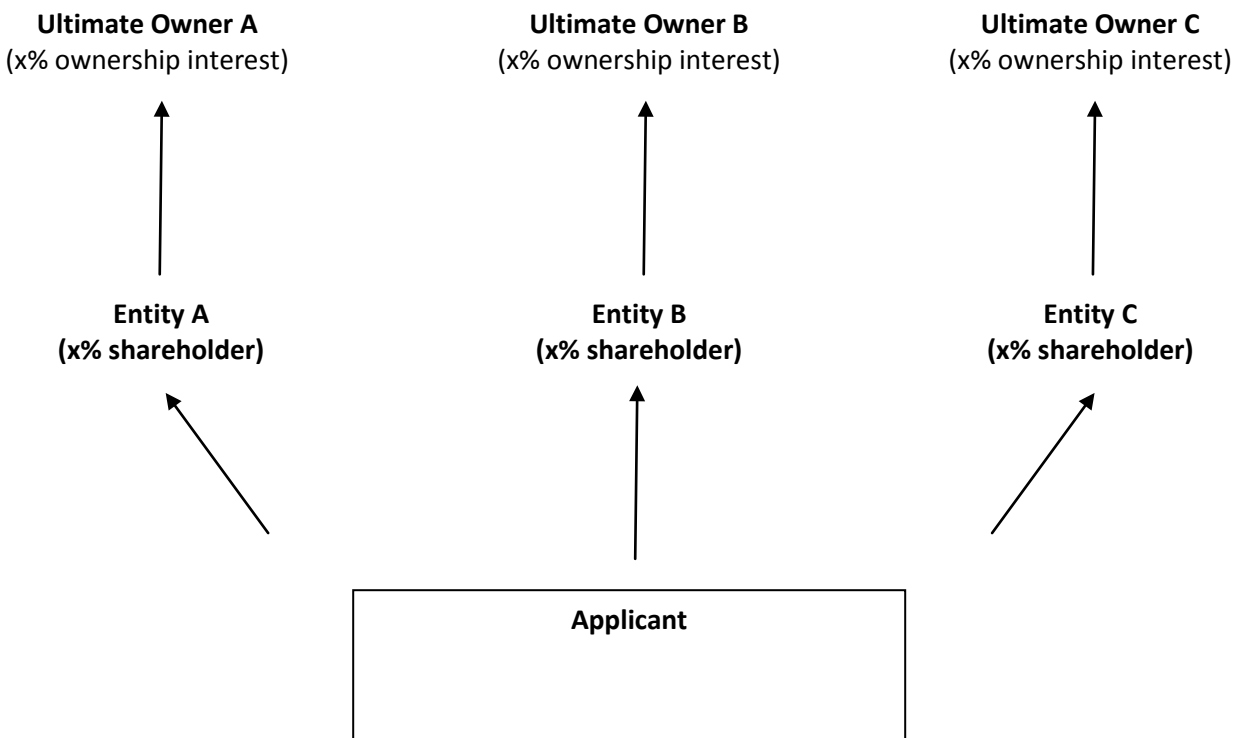 Ultimate Owner A
(x% ownership interest)
Ultimate Owner B
(x% ownership interest)
Ultimate Owner C
(x% ownership interest)
Entity A
(x% shareholder)
Entity B
(x% shareholder)
Entity C
(x% shareholder)
Applicant